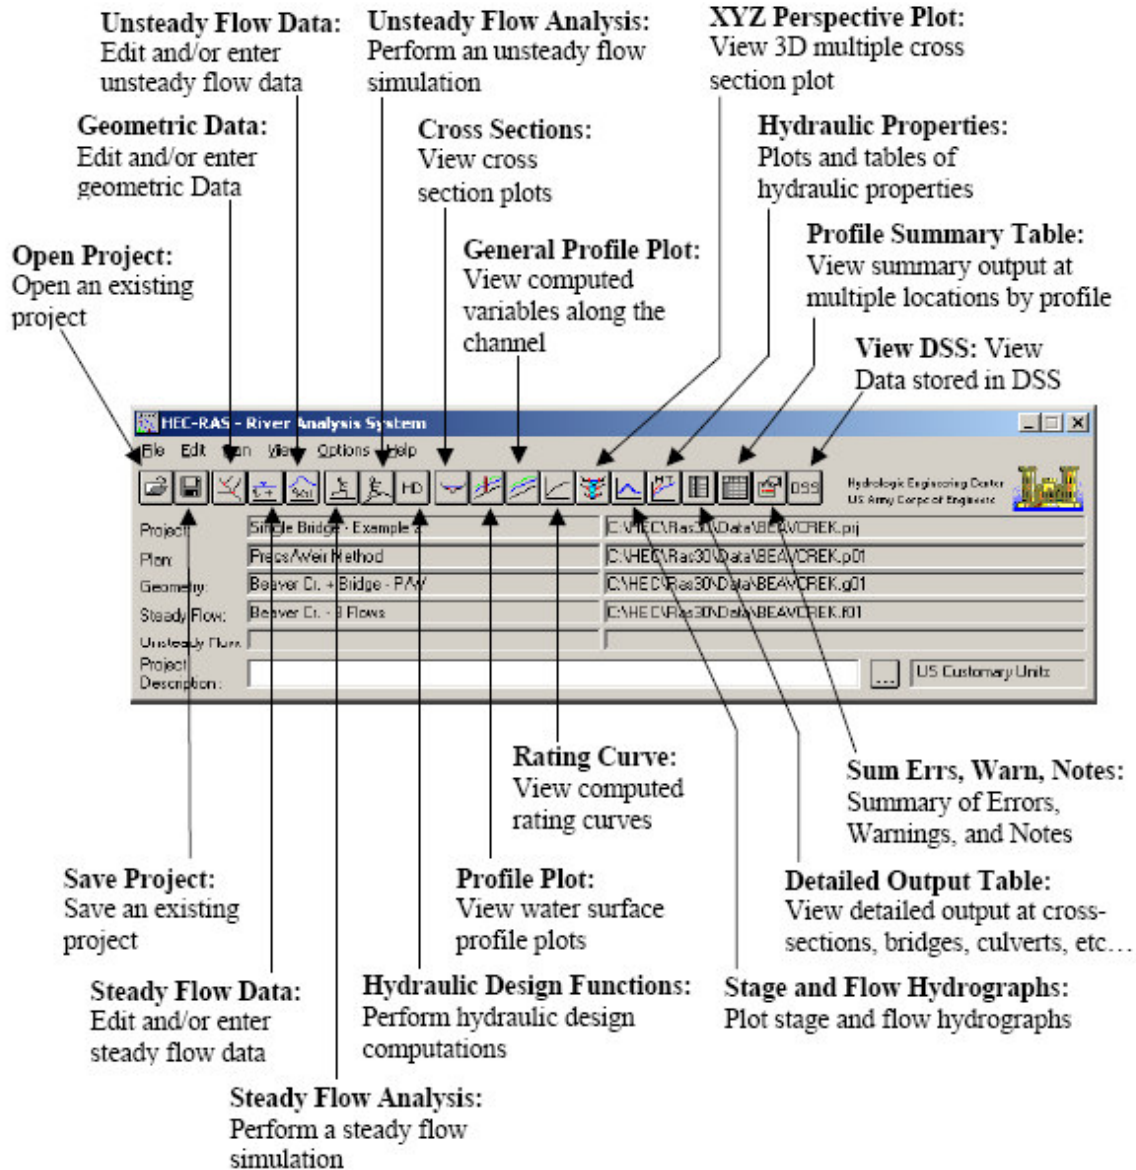 Unsteady Flow Data:
Edit and/or enter
unsteady flow data
Unsteady Flow Analysis:
Perform an unsteady flow
simulation
XYZ Perspective Plot:
View 3D multiple cross
section plot
Geometric Data:
Edit and/or enter
geometric Data
Cross Sections:
View cross
section plots
Hydraulic Properties:
Plots and tables of
hydraulic properties
Open Project:
Open an existing
project
General Profile Plot:
View computed
variables along the
channel
Profile Summary Table:
View summary output at
multiple locations by profile
View DSS: View
Data stored in DSS
HEC-RAS - River Analysis System
File Edit Run View Options Help
HD DSS
Hydrologic Engineering Center
US Army Corps of Engineers
Project: Single Bridge - Example 2 C:\HEC\Ras30\Data\BEAVCREK.prj
Plan: Press/Weir Method C:\HEC\Ras30\Data\BEAVCREK.p01
Geometry: Beaver Cr. + Bridge - P/W C:\HEC\Ras30\Data\BEAVCREK.g01
Steady Flow: Beaver Cr. - 3 Flows C:\HEC\Ras30\Data\BEAVCREK.f01
Unsteady Flow:
Project
Description: ... US Customary Units
Rating Curve:
View computed
rating curves
Sum Errs, Warn, Notes:
Summary of Errors,
Warnings, and Notes
Save Project:
Save an existing
project
Profile Plot:
View water surface
profile plots
Detailed Output Table:
View detailed output at cross-
sections, bridges, culverts, etc…
Steady Flow Data:
Edit and/or enter
steady flow data
Hydraulic Design Functions:
Perform hydraulic design
computations
Stage and Flow Hydrographs:
Plot stage and flow hydrographs
Steady Flow Analysis:
Perform a steady flow
simulation